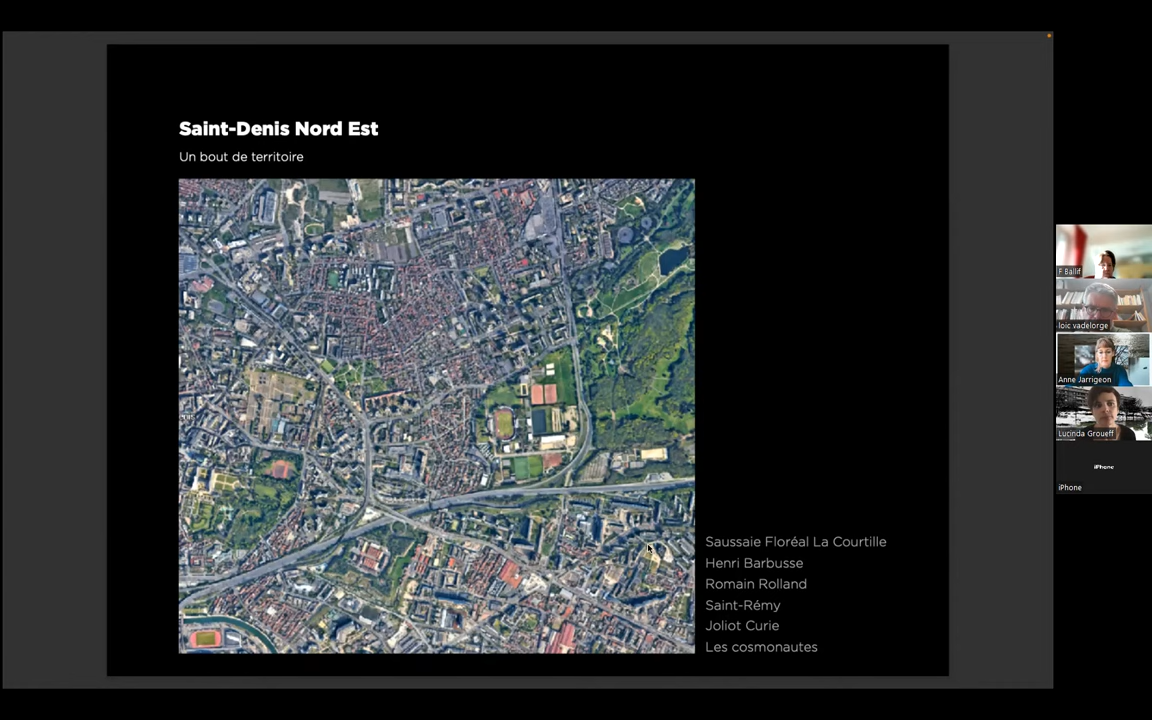 Saint-Denis Nord Est
Un bout de territoire
Saussaie Floréal La Courtille
Henri Barbusse
Romain Rolland
Saint-Rémy
Joliot Curie
Les cosmonautes
F Ballif
loic vadelorge
Anne Jarrigeon
Lucinda Groueff
iPhone
iPhone